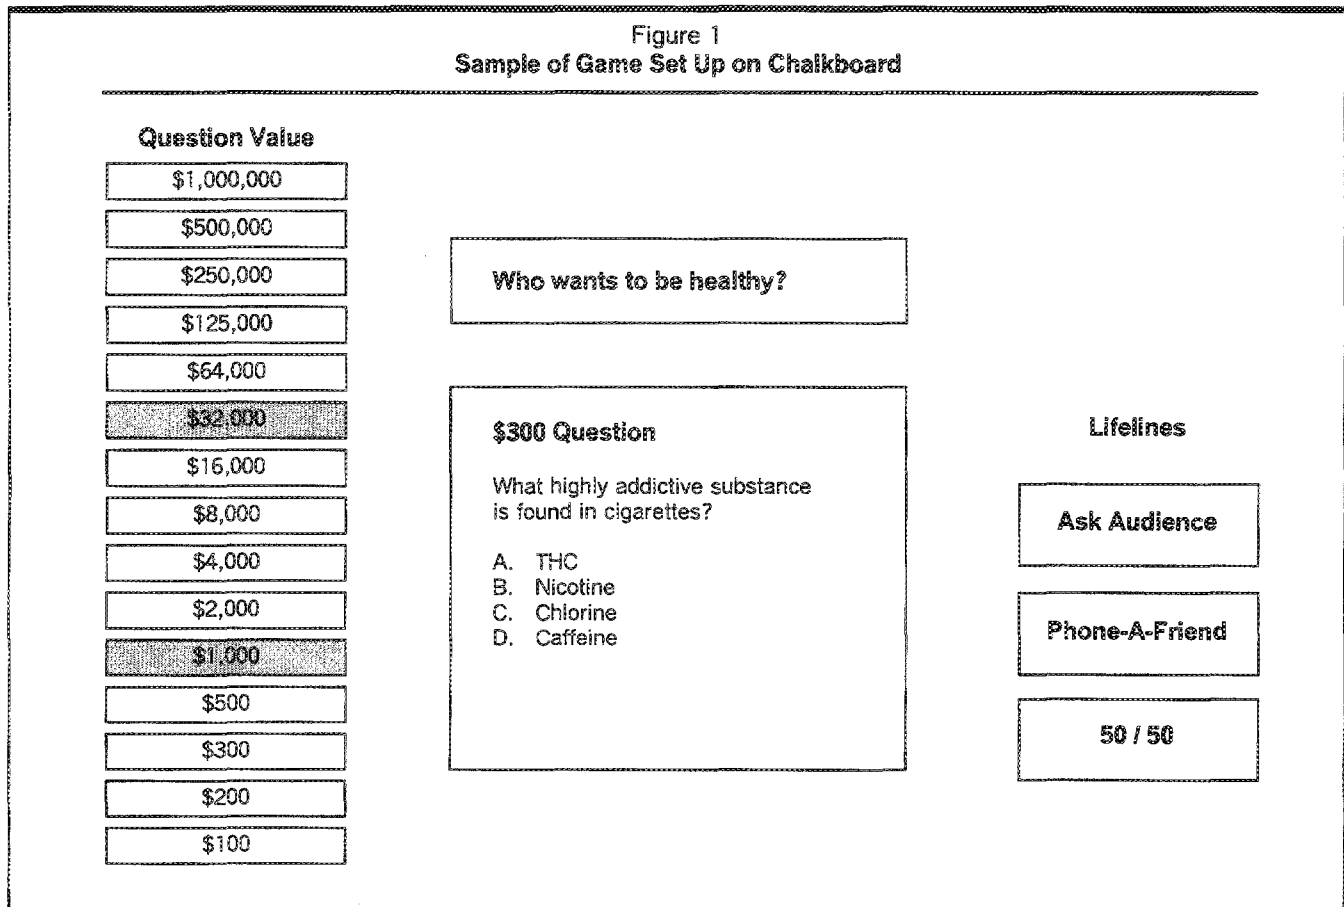 Figure 1
Sample of Game Set Up on Chalkboard
Question Value
$1,000,000
$500,000
$250,000
$125,000
$64,000
$32,000
$16,000
$8,000
$4,000
$2,000
$1,000
$500
$300
$200
$100
Who wants to be healthy?
$300 Question
What highly addictive substance
is found in cigarettes?
A. THC
B. Nicotine
C. Chlorine
D. Caffeine
Lifelines
Ask Audience
Phone-A-Friend
50 / 50